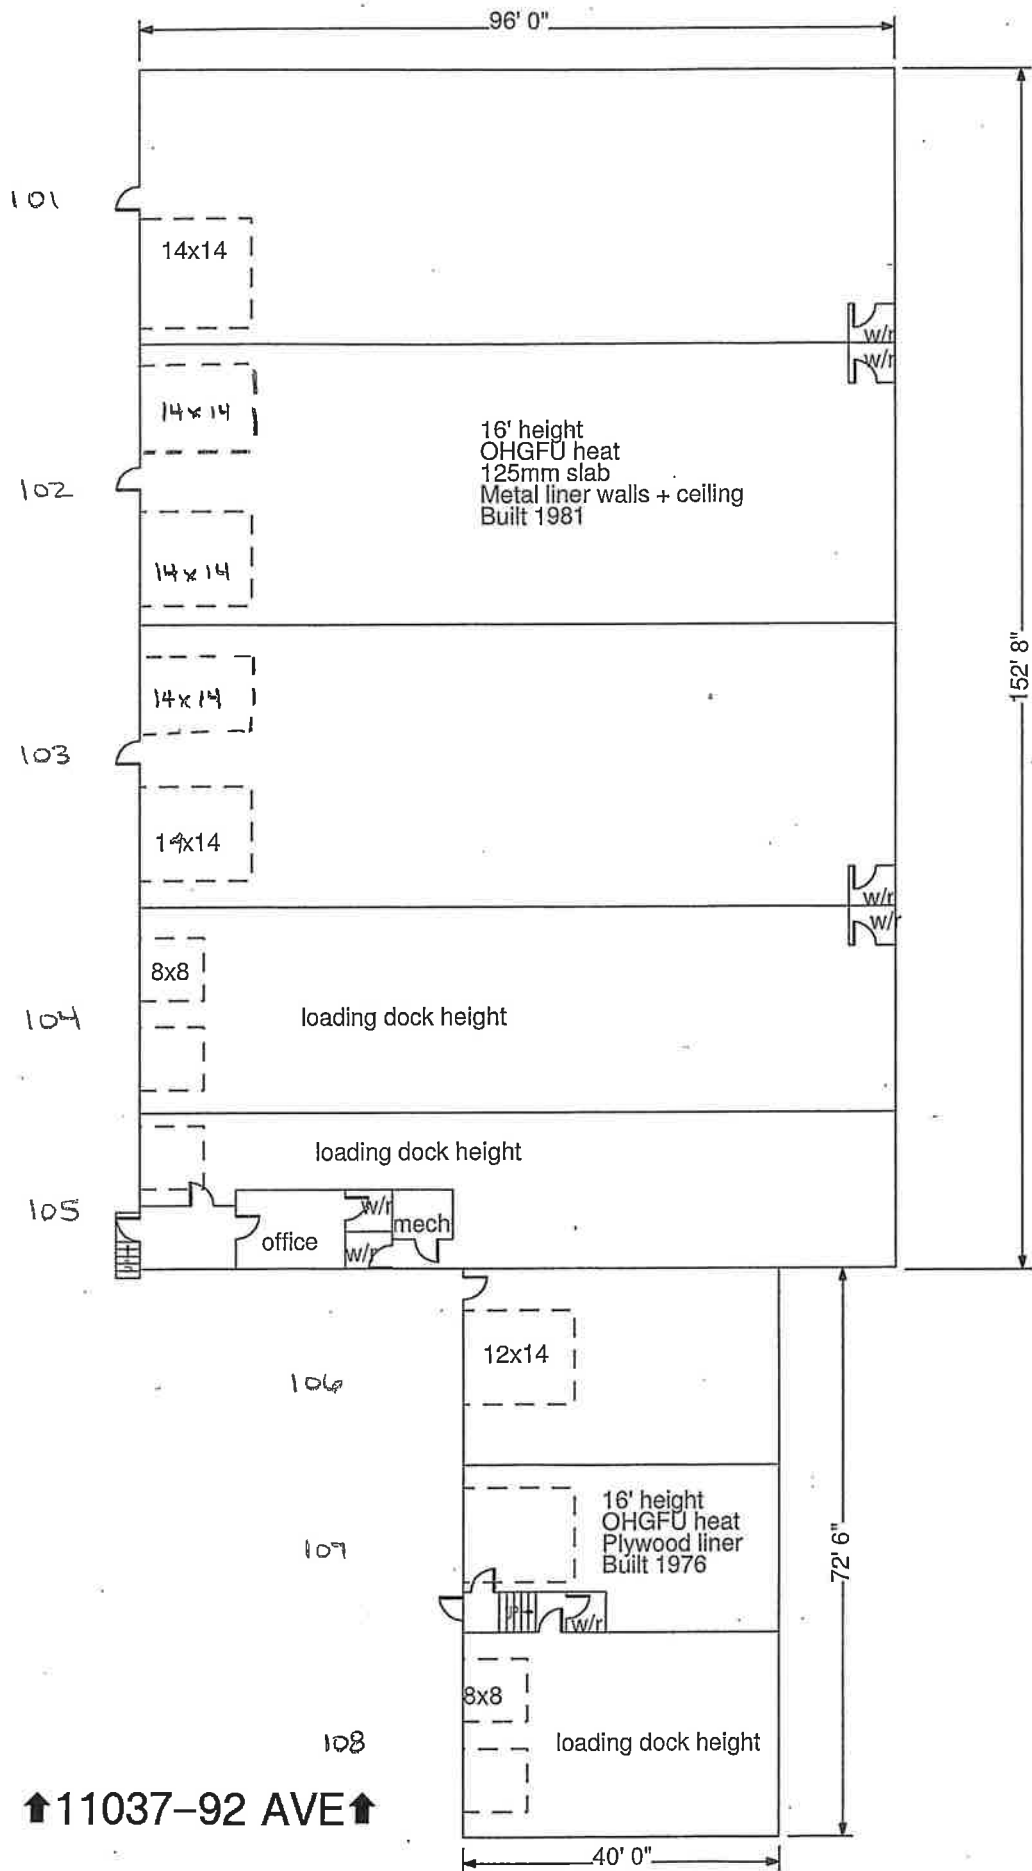 96' 0"
101
14x14
w/r
w/r
14x14
16' height
OHGFU heat
125mm slab
Metal liner walls + ceiling
Built 1981
102
14x14
152' 8"
14x14
103
14x14
w/r
w/r
8x8
104
loading dock height
loading dock height
105
w/r
mech
office
w/r
12x14
106
16' height
OHGFU heat
Plywood liner
Built 1976
107
72' 6"
w/r
8x8
108
loading dock height
⬆11037–92 AVE⬆
40' 0"